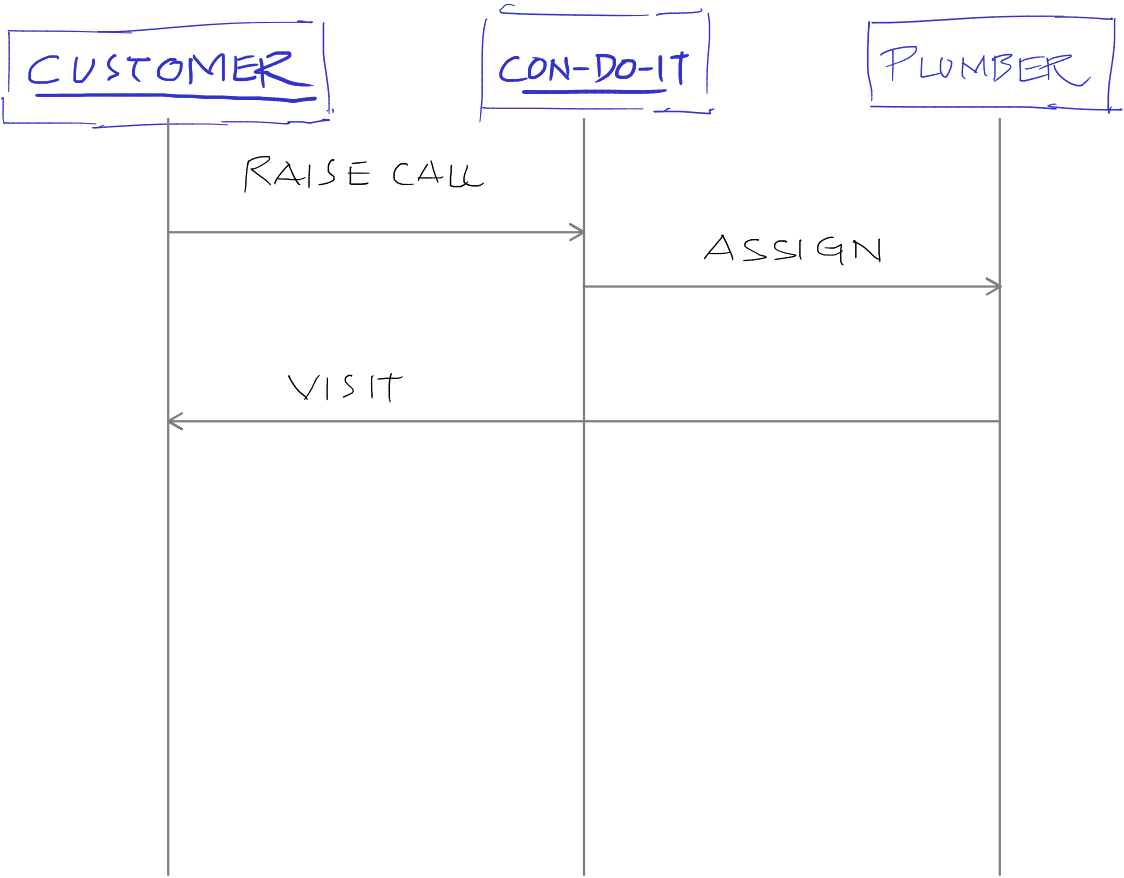 CUSTOMER
CON-DO-IT
PLUMBER
RAISE CALL
ASSIGN
VISIT